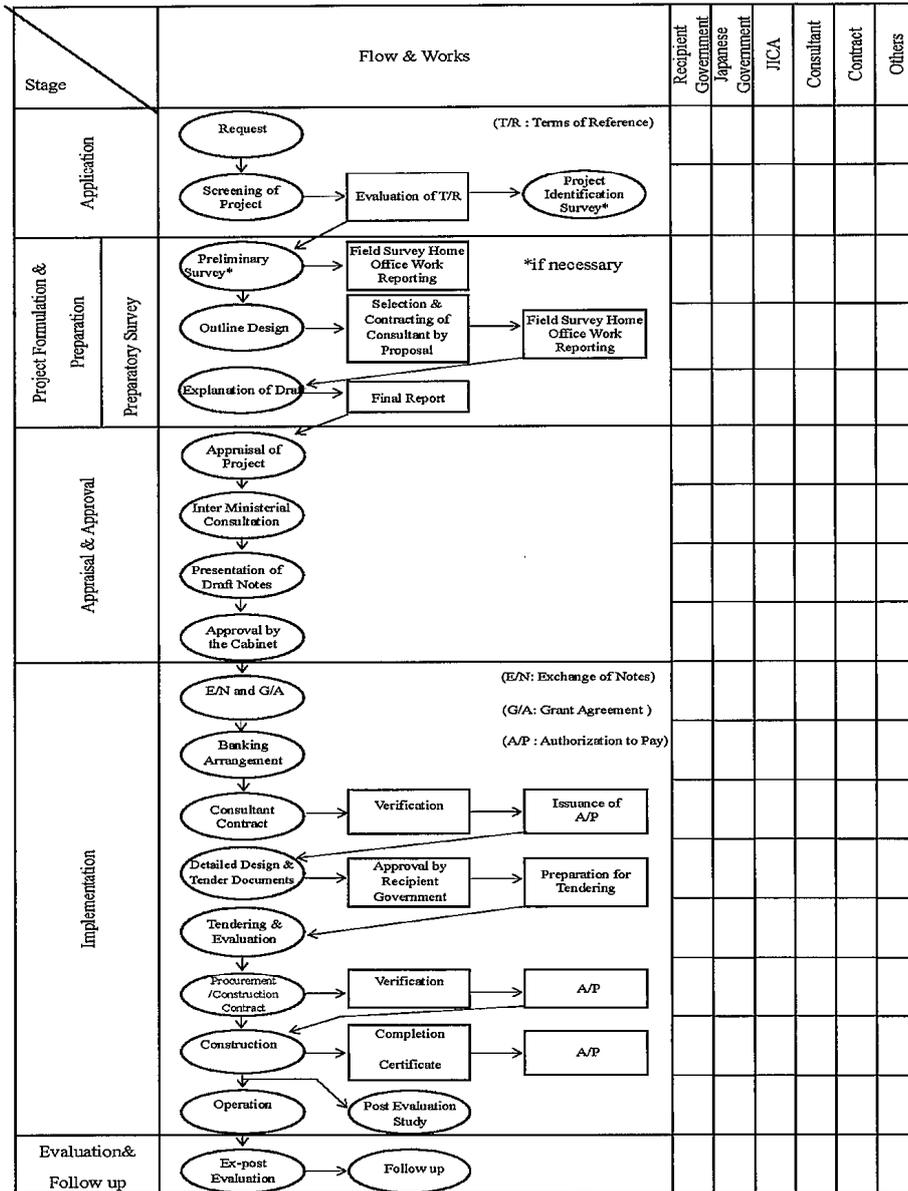 Stage
Flow & Works
Recipient
Government
Japanese
Government
JICA
Consultant
Contract
Others
Application
Request
(T/R : Terms of Reference)
Screening of
Project
Evaluation of T/R
Project
Identification
Survey*
Project Formulation &
Preparation
Preparatory Survey
Preliminary
Survey*
Field Survey Home
Office Work
Reporting
*if necessary
Outline Design
Selection &
Contracting of
Consultant by
Proposal
Field Survey Home
Office Work
Reporting
Explanation of Draf
Final Report
Appraisal & Approval
Appraisal of
Project
Inter Ministerial
Consultation
Presentation of
Draft Notes
Approval by
the Cabinet
Implementation
E/N and G/A
(E/N: Exchange of Notes)
(G/A: Grant Agreement )
(A/P : Authorization to Pay)
Banking
Arrangement
Consultant
Contract
Verification
Issuance of
A/P
Detailed Design &
Tender Documents
Approval by
Recipient
Government
Preparation for
Tendering
Tendering &
Evaluation
Procurement
/Construction
Contract
Verification
A/P
Construction
Completion
Certificate
A/P
Operation
Post Evaluation
Study
Evaluation&
Follow up
Ex-post
Evaluation
Follow up